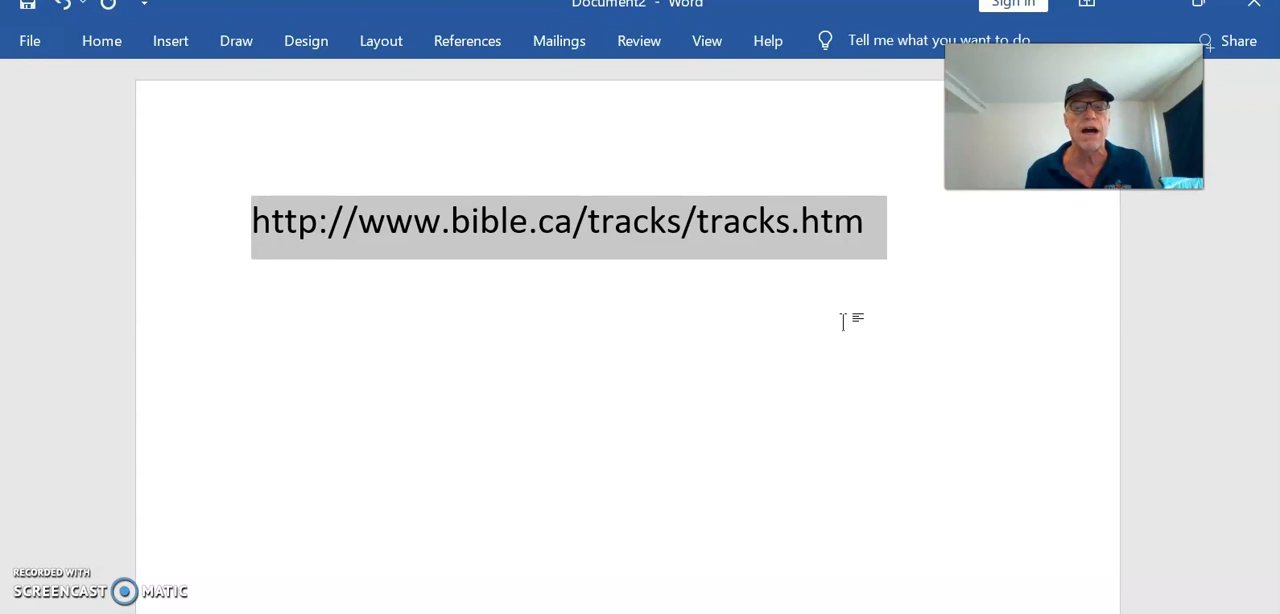 Document2 - Word
Sign in
File Home Insert Draw Design Layout References Mailings Review View Help Tell me what you want to do Share
http://www.bible.ca/tracks/tracks.htm
RECORDED WITH
SCREENCAST MATIC